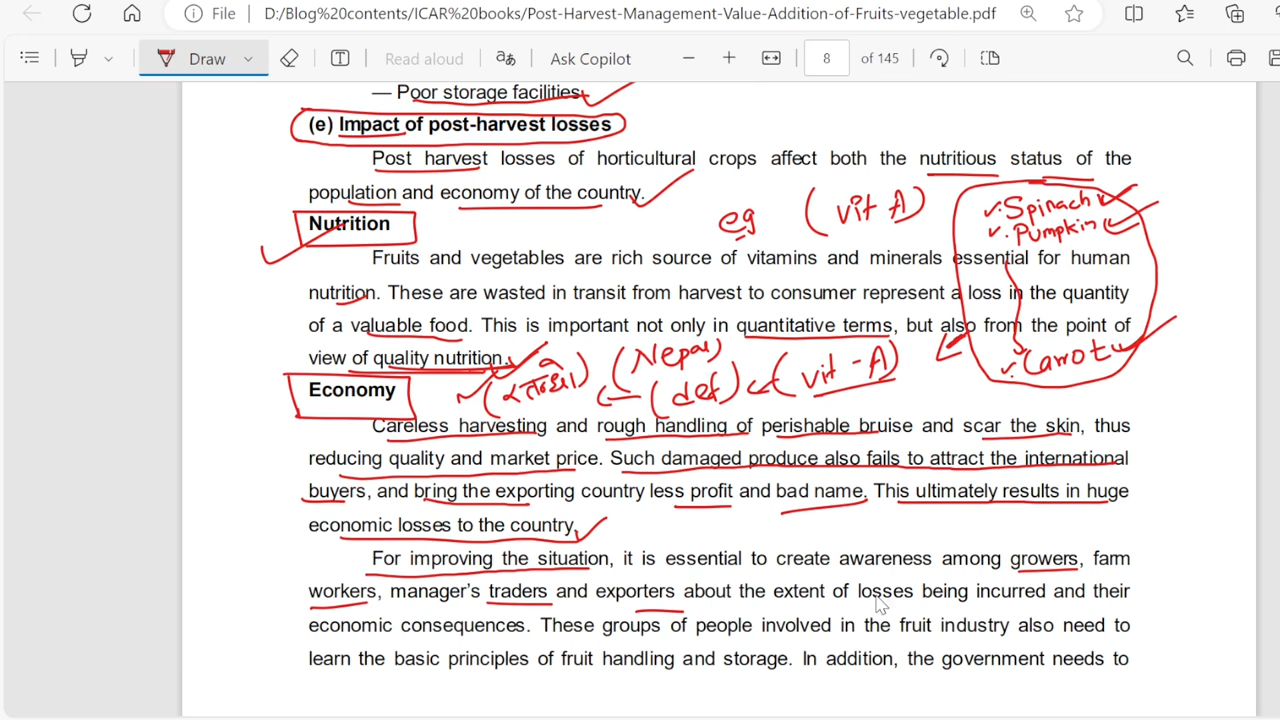 File D:/Blog%20contents/ICAR%20books/Post-Harvest-Management-Value-Addition-of-Fruits-vegetable.pdf
Draw Read aloud aあ Ask Copilot 8 of 145
— Poor storage facilities
(e) Impact of post-harvest losses
Post harvest losses of horticultural crops affect both the nutritious status of the
population and economy of the country.
eg (vit A) Spinach
Pumpkin
Nutrition
Fruits and vegetables are rich source of vitamins and minerals essential for human
nutrition. These are wasted in transit from harvest to consumer represent a loss in the quantity
of a valuable food. This is important not only in quantitative terms, but also from the point of
view of quality nutrition.
(Nepal) Carrot
(def) (vit-A)
Economy
Careless harvesting and rough handling of perishable bruise and scar the skin, thus
reducing quality and market price. Such damaged produce also fails to attract the international
buyers, and bring the exporting country less profit and bad name. This ultimately results in huge
economic losses to the country.
For improving the situation, it is essential to create awareness among growers, farm
workers, manager's traders and exporters about the extent of losses being incurred and their
economic consequences. These groups of people involved in the fruit industry also need to
learn the basic principles of fruit handling and storage. In addition, the government needs to